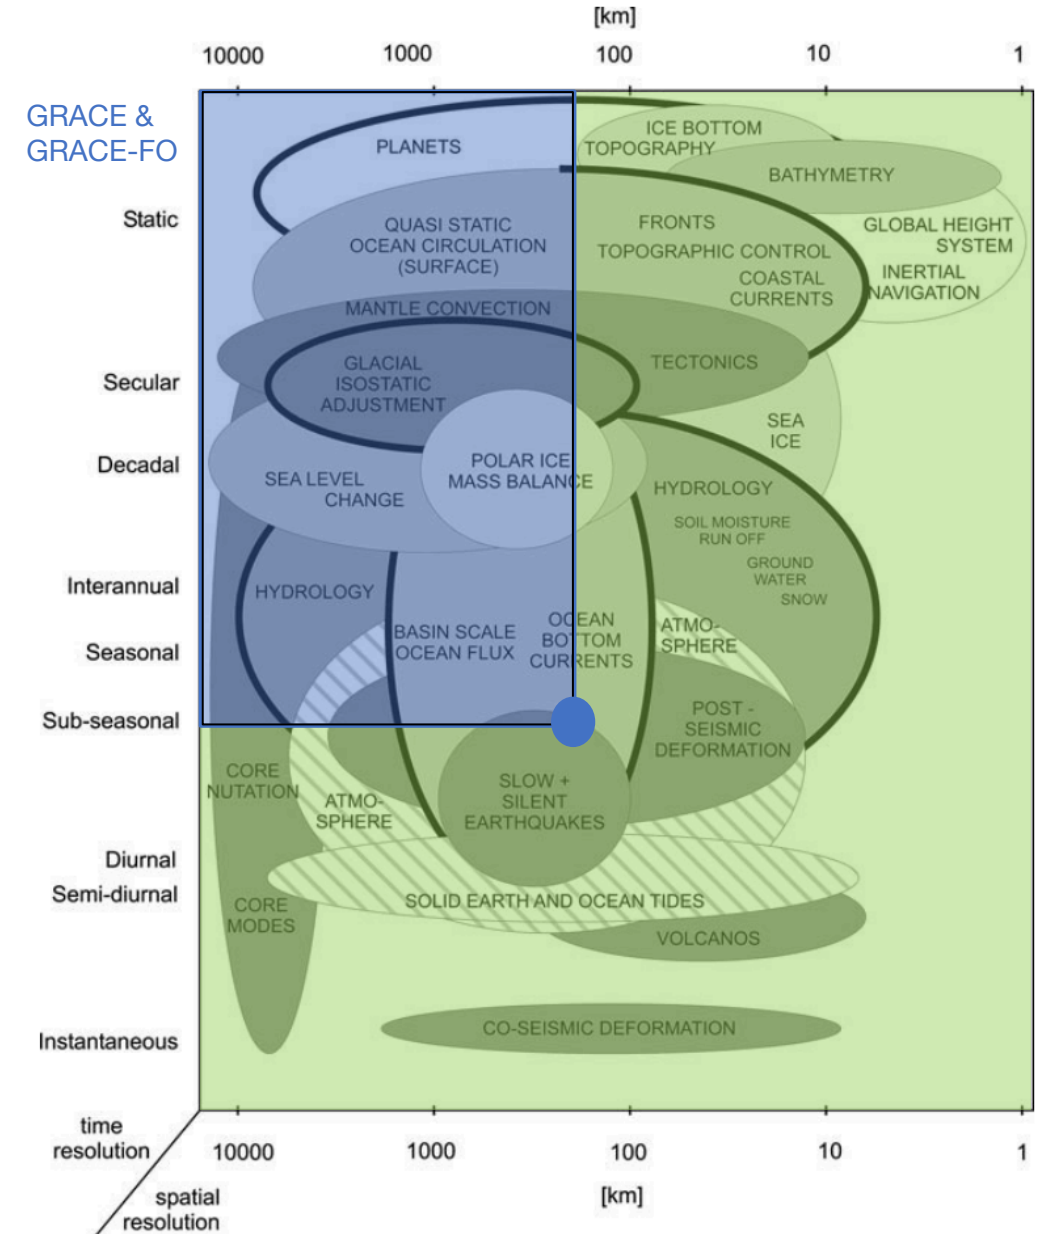 [km]
10000 1000 100 10 1
GRACE &
GRACE-FO
PLANETS
ICE BOTTOM
TOPOGRAPHY
BATHYMETRY
Static
QUASI STATIC
OCEAN CIRCULATION
(SURFACE)
FRONTS
TOPOGRAPHIC CONTROL
COASTAL
CURRENTS
GLOBAL HEIGHT
SYSTEM
INERTIAL
NAVIGATION
MANTLE CONVECTION
Secular
GLACIAL
ISOSTATIC
ADJUSTMENT
TECTONICS
SEA
ICE
Decadal
SEA LEVEL
CHANGE
POLAR ICE
MASS BALANCE
HYDROLOGY
SOIL MOISTURE
RUN OFF
GROUND
WATER
SNOW
Interannual
HYDROLOGY
Seasonal
BASIN SCALE
OCEAN FLUX
OCEAN
BOTTOM
CURRENTS
ATMO-
SPHERE
Sub-seasonal
POST -
SEISMIC
DEFORMATION
CORE
NUTATION
ATMO-
SPHERE
SLOW +
SILENT
EARTHQUAKES
Diurnal
Semi-diurnal
SOLID EARTH AND OCEAN TIDES
CORE
MODES
VOLCANOS
Instantaneous
CO-SEISMIC DEFORMATION
time
resolution
10000 1000 100 10 1
spatial
resolution
[km]